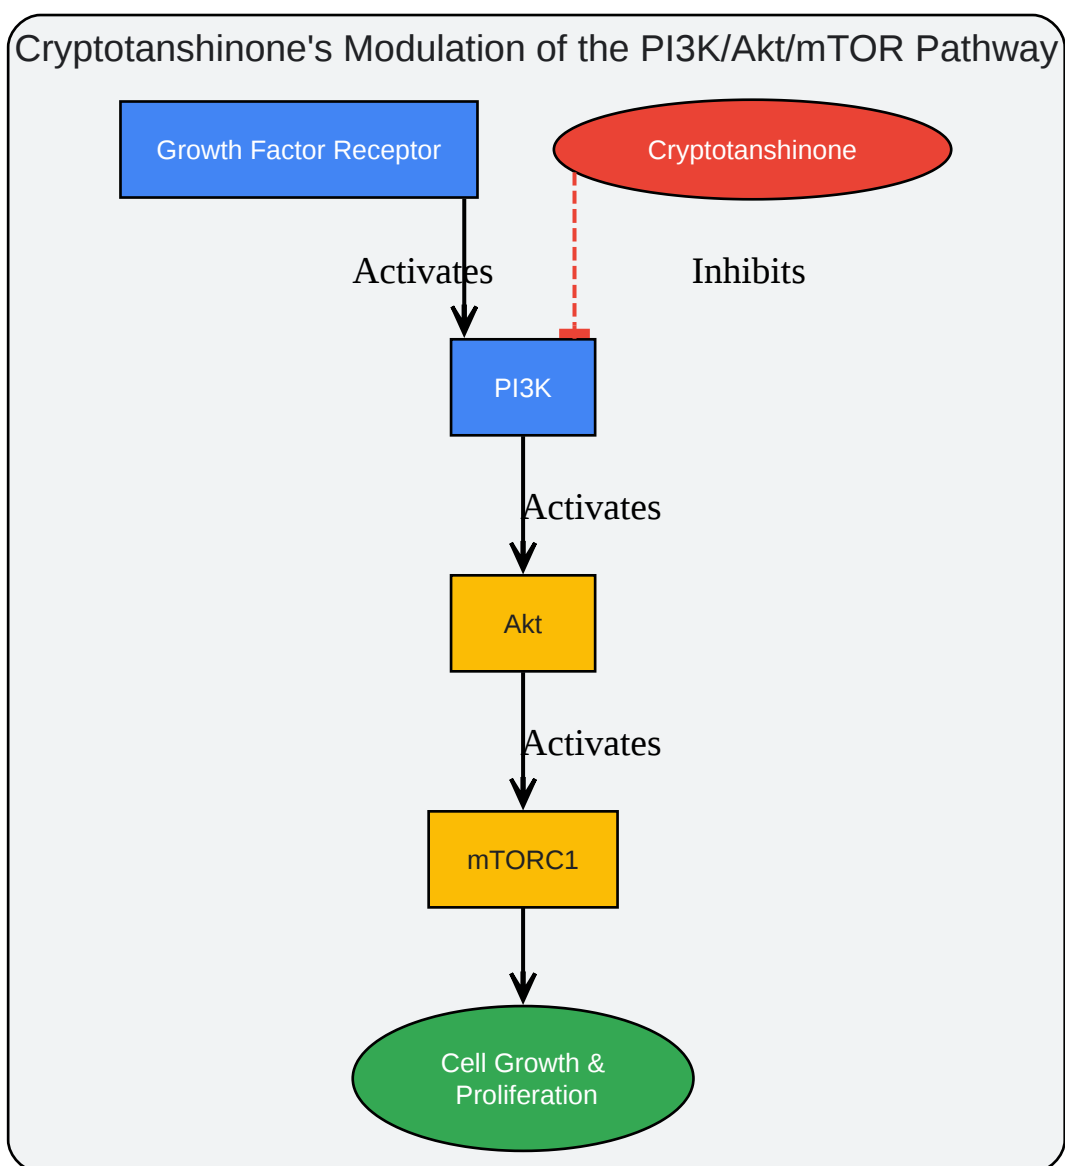 Cryptotanshinone's Modulation of the PI3K/Akt/mTOR Pathway
Growth Factor Receptor
Cryptotanshinone
Activates
Inhibits
PI3K
Activates
Akt
Activates
mTORC1
Cell Growth &
Proliferation